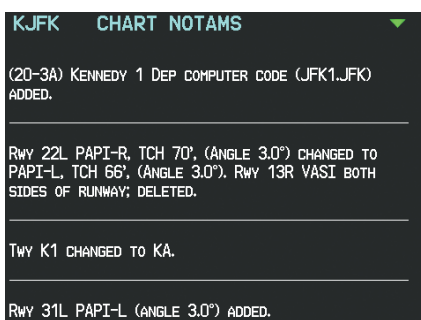 KJFK CHART NOTAMS
(20-3A) KENNEDY 1 DEP COMPUTER CODE (JFK1.JFK)
ADDED.
RWY 22L PAPI-R, TCH 70', (ANGLE 3.0°) CHANGED TO
PAPI-L, TCH 66', (ANGLE 3.0°). RWY 13R VASI BOTH
SIDES OF RUNWAY; DELETED.
TWY K1 CHANGED TO KA.
RWY 31L PAPI-L (ANGLE 3.0°) ADDED.